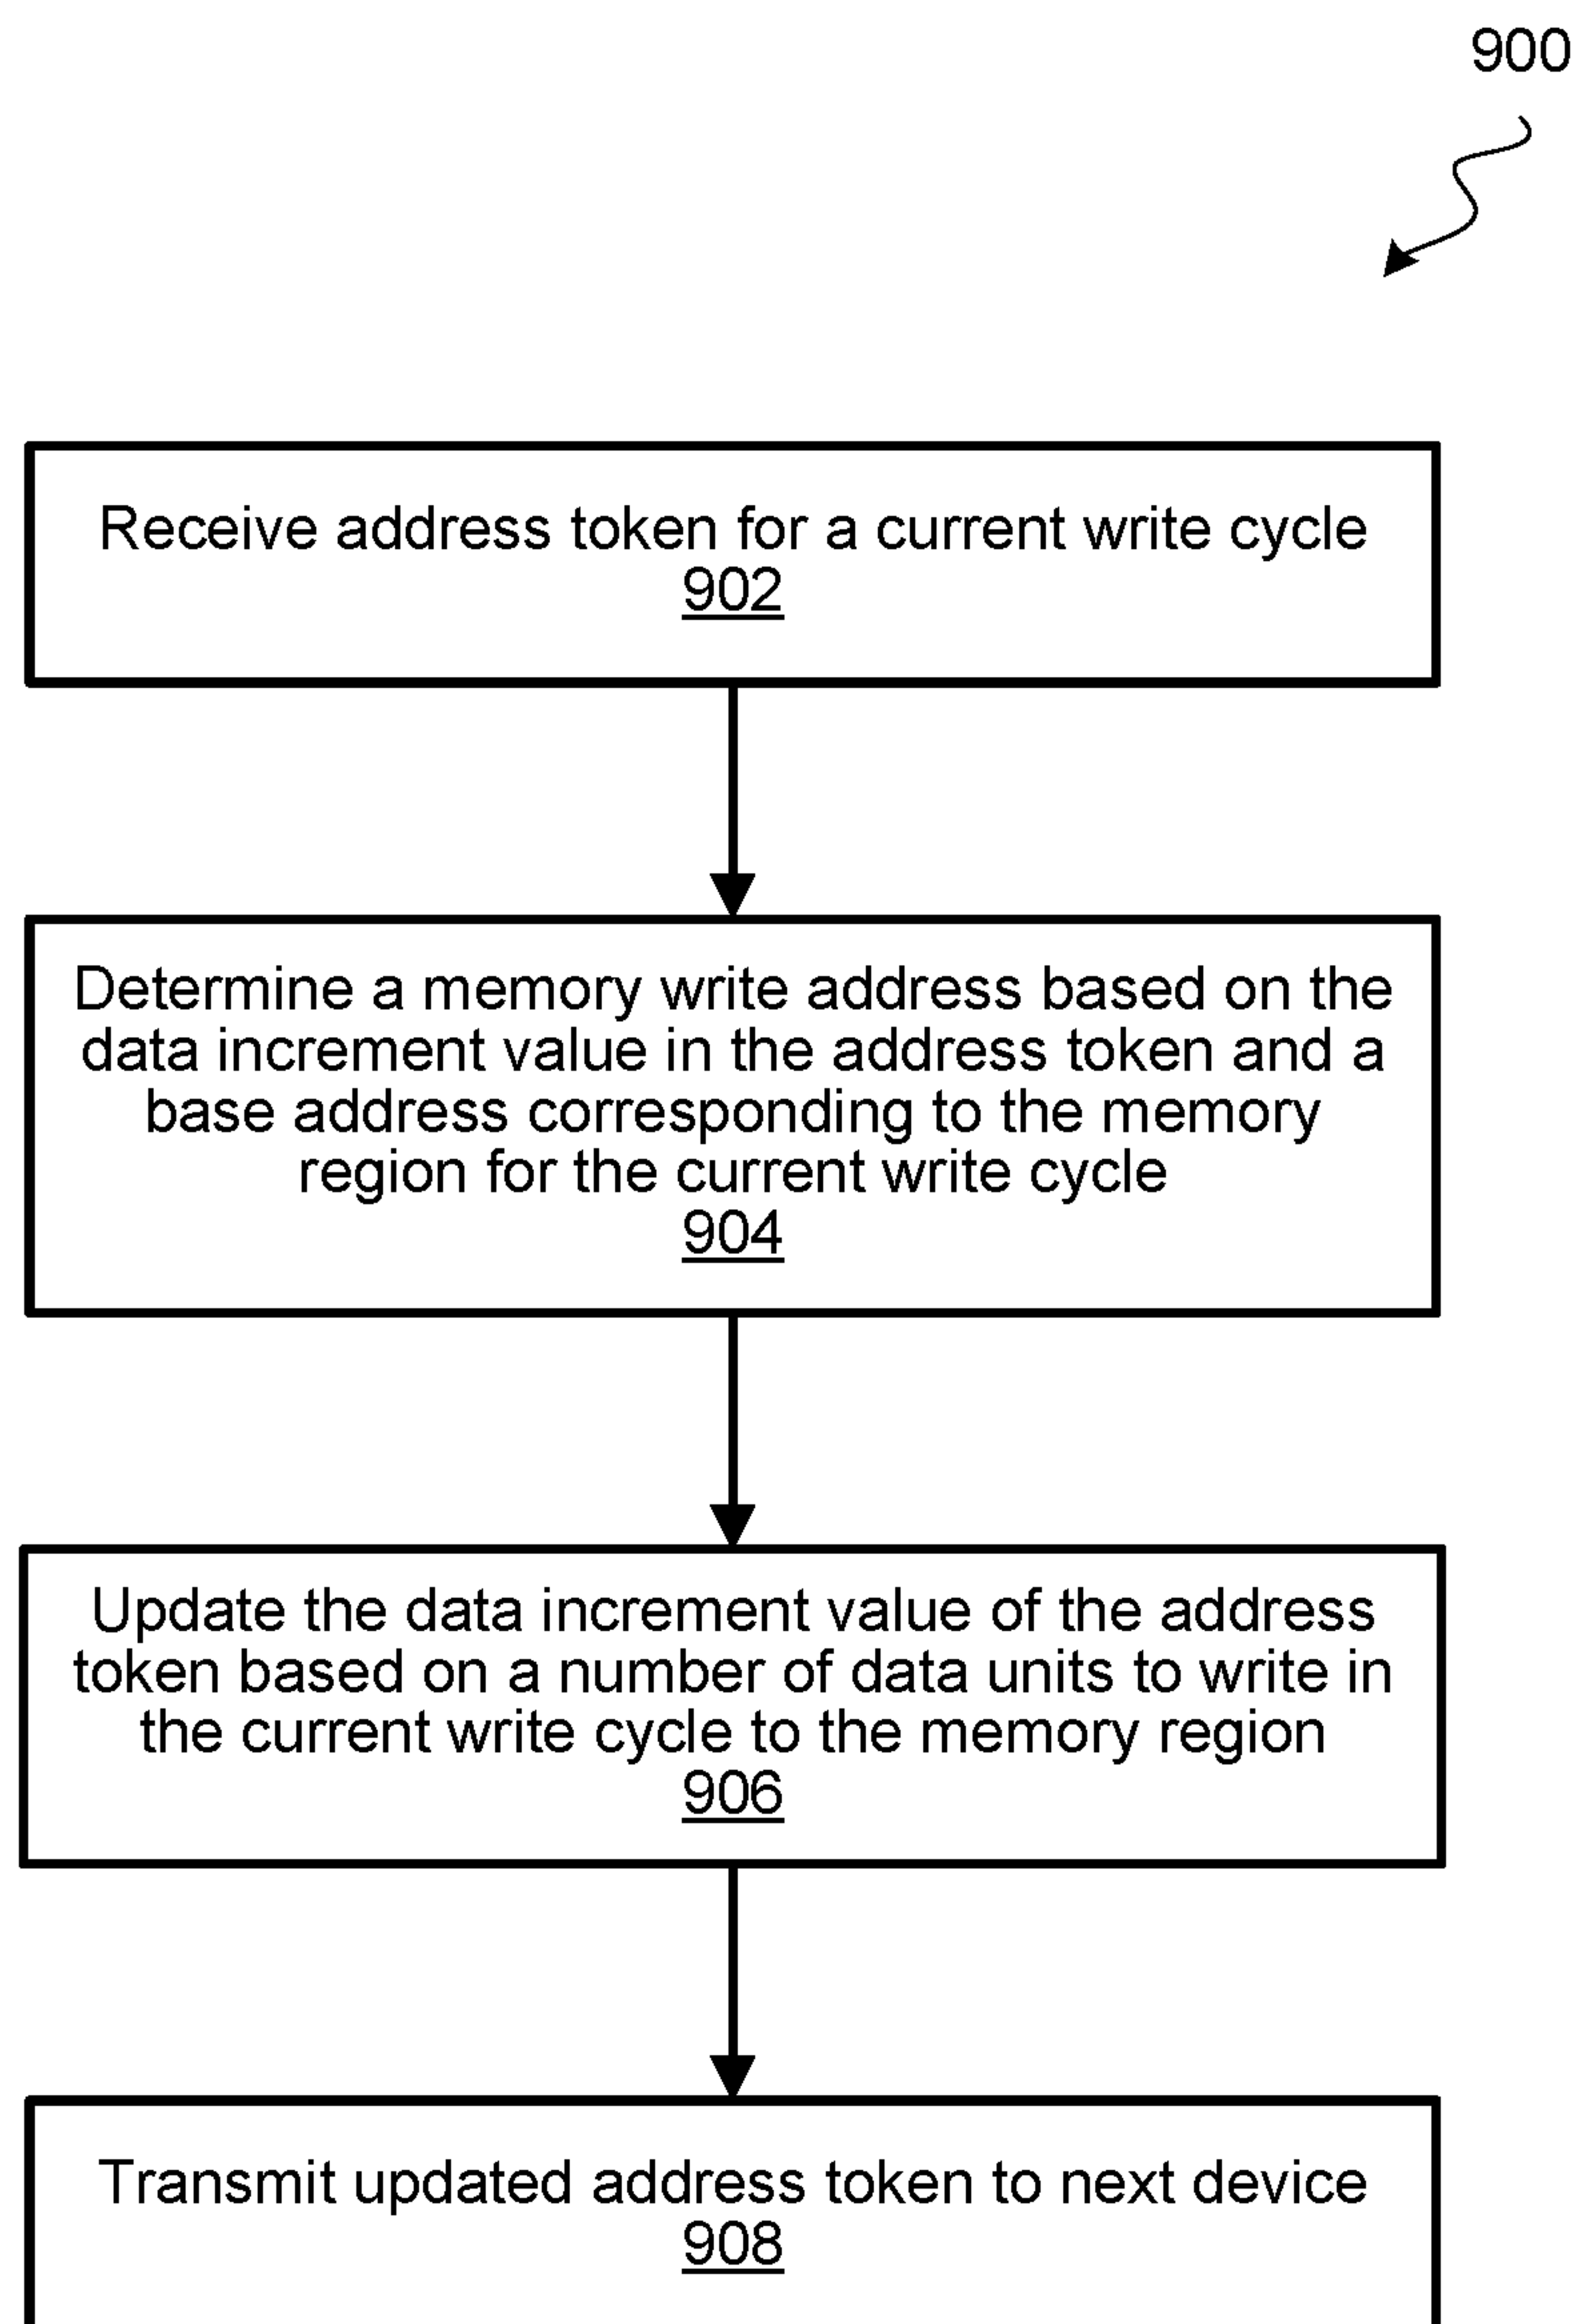 900
Receive address token for a current write cycle
902
Determine a memory write address based on the
data increment value in the address token and a
base address corresponding to the memory
region for the current write cycle
904
Update the data increment value of the address
token based on a number of data units to write in
the current write cycle to the memory region
906
Transmit updated address token to next device
908